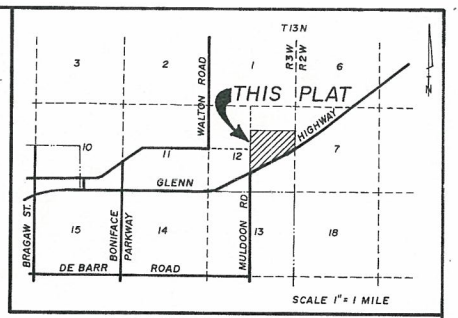 T13N
3
2
WALTON ROAD
1
R3W
R2W
6
N
THIS PLAT
HIGHWAY
10
11
12
7
GLENN
BRAGAW ST.
15
BONIFACE
PARKWAY
14
MULDOON RD
13
18
DE BARR ROAD
SCALE 1" = 1 MILE